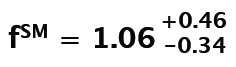 f^SM = 1.06 ^{+0.46}_{–0.34}